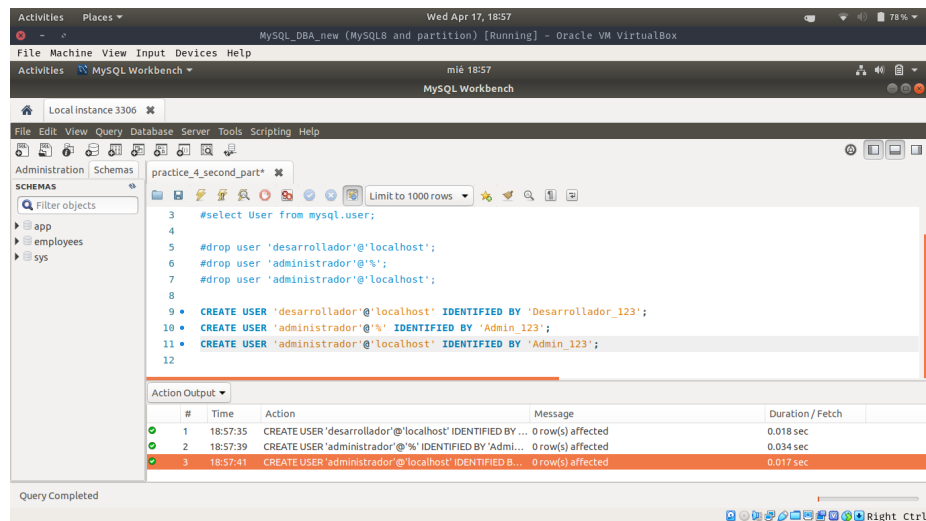 Activities Places Wed Apr 17, 18:57 78%
MySQL_DBA_new (MySQL8 and partition) [Running] - Oracle VM VirtualBox
File Machine View Input Devices Help
Activities MySQL Workbench mié 18:57
MySQL Workbench
Local instance 3306
File Edit View Query Database Server Tools Scripting Help
Administration Schemas practice_4_second_part*
SCHEMAS
Filter objects Limit to 1000 rows
app
employees
sys
3 #select User from mysql.user;
4
5 #drop user 'desarrollador'@'localhost';
6 #drop user 'administrador'@'%';
7 #drop user 'administrador'@'localhost';
8
9 CREATE USER 'desarrollador'@'localhost' IDENTIFIED BY 'Desarrollador_123';
10 CREATE USER 'administrador'@'%' IDENTIFIED BY 'Admin_123';
11 CREATE USER 'administrador'@'localhost' IDENTIFIED BY 'Admin_123';
12
Action Output
# Time Action Message Duration / Fetch
1 18:57:35 CREATE USER 'desarrollador'@'localhost' IDENTIFIED BY ... 0 row(s) affected 0.018 sec
2 18:57:39 CREATE USER 'administrador'@'%' IDENTIFIED BY 'Admi... 0 row(s) affected 0.034 sec
3 18:57:41 CREATE USER 'administrador'@'localhost' IDENTIFIED B... 0 row(s) affected 0.017 sec
Query Completed
Right Ctrl